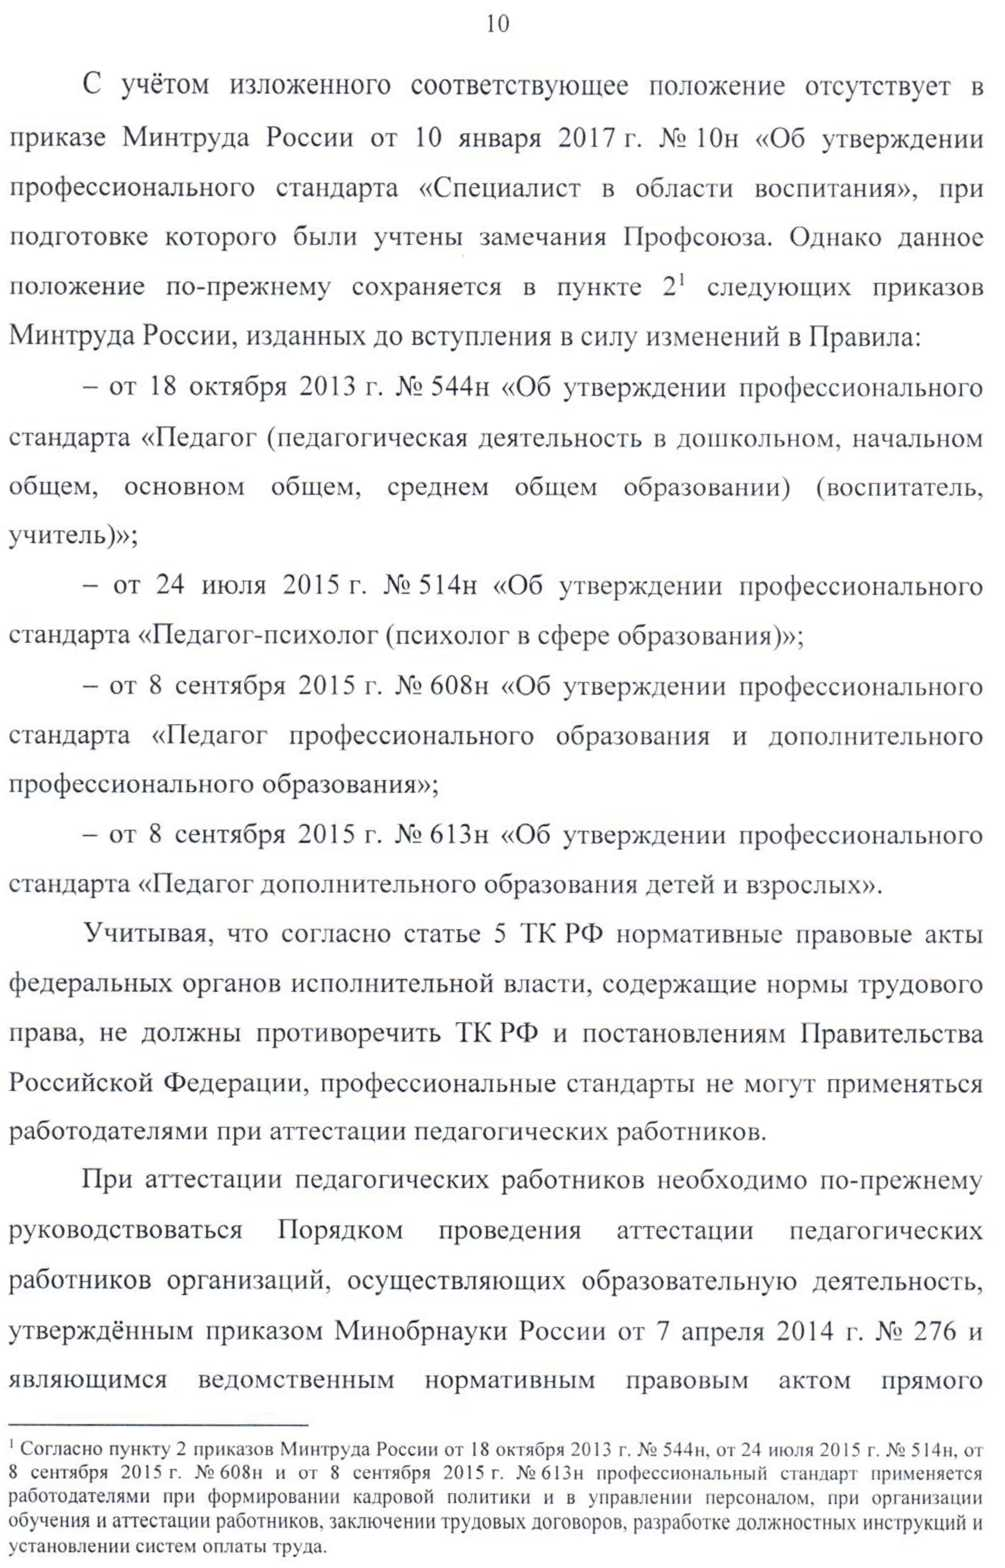 10
С учётом изложенного соответствующее положение отсутствует в
приказе Минтруда России от 10 января 2017 г. № 10н «Об утверждении
профессионального стандарта «Специалист в области воспитания», при
подготовке которого были учтены замечания Профсоюза. Однако данное
положение по-прежнему сохраняется в пункте 2¹ следующих приказов
Минтруда России, изданных до вступления в силу изменений в Правила:
– от 18 октября 2013 г. № 544н «Об утверждении профессионального
стандарта «Педагог (педагогическая деятельность в дошкольном, начальном
общем, основном общем, среднем общем образовании) (воспитатель,
учитель)»;
– от 24 июля 2015 г. № 514н «Об утверждении профессионального
стандарта «Педагог-психолог (психолог в сфере образования)»;
– от 8 сентября 2015 г. № 608н «Об утверждении профессионального
стандарта «Педагог профессионального образования и дополнительного
профессионального образования»;
– от 8 сентября 2015 г. № 613н «Об утверждении профессионального
стандарта «Педагог дополнительного образования детей и взрослых».
Учитывая, что согласно статье 5 ТК РФ нормативные правовые акты
федеральных органов исполнительной власти, содержащие нормы трудового
права, не должны противоречить ТК РФ и постановлениям Правительства
Российской Федерации, профессиональные стандарты не могут применяться
работодателями при аттестации педагогических работников.
При аттестации педагогических работников необходимо по-прежнему
руководствоваться Порядком проведения аттестации педагогических
работников организаций, осуществляющих образовательную деятельность,
утверждённым приказом Минобрнауки России от 7 апреля 2014 г. № 276 и
являющимся ведомственным нормативным правовым актом прямого
¹ Согласно пункту 2 приказов Минтруда России от 18 октября 2013 г. № 544н, от 24 июля 2015 г. № 514н, от
8 сентября 2015 г. № 608н и от 8 сентября 2015 г. № 613н профессиональный стандарт применяется
работодателями при формировании кадровой политики и в управлении персоналом, при организации
обучения и аттестации работников, заключении трудовых договоров, разработке должностных инструкций и
установлении систем оплаты труда.